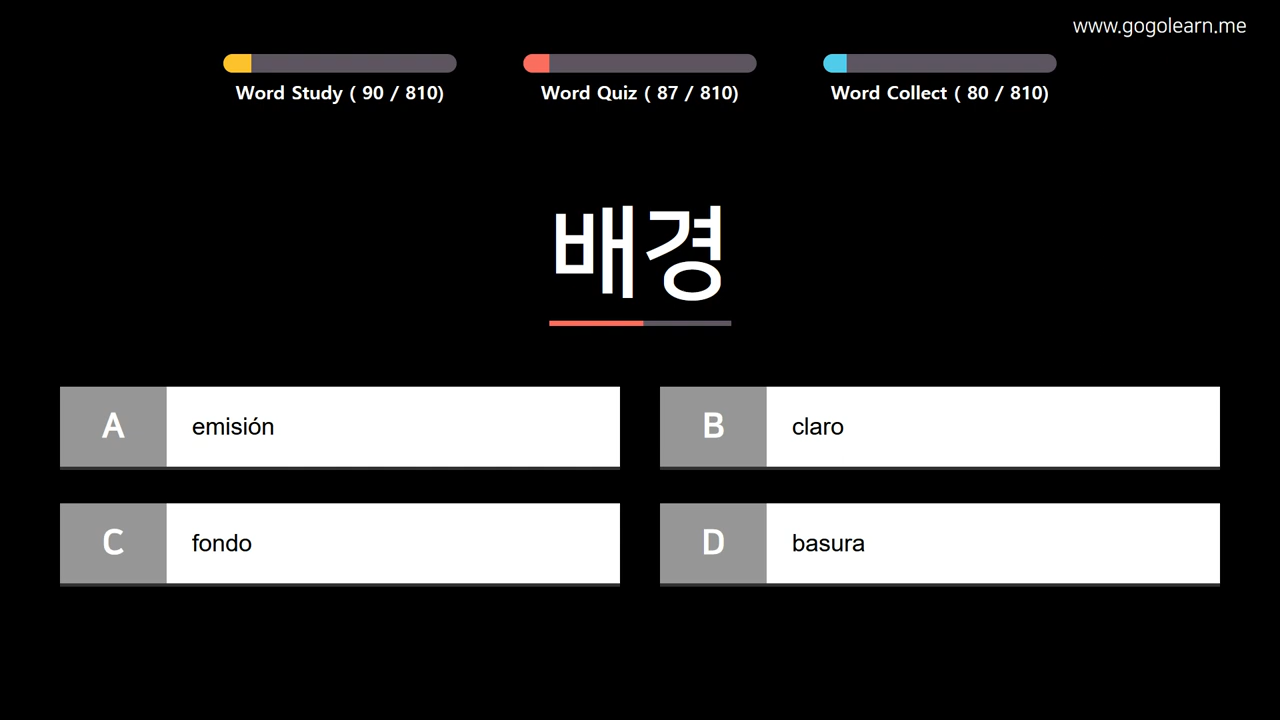 www.gogolearn.me
Word Study ( 90 / 810)
Word Quiz ( 87 / 810)
Word Collect ( 80 / 810)
배경
A emisión
B claro
C fondo
D basura